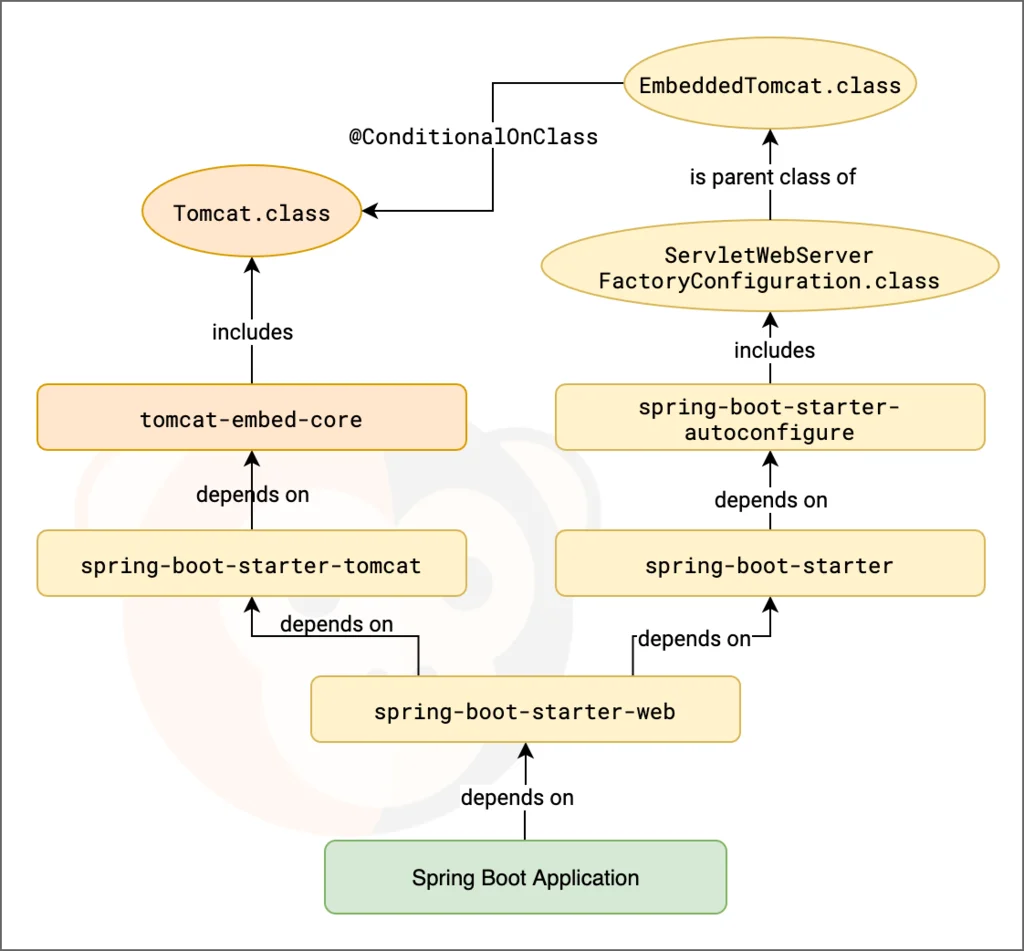 EmbeddedTomcat.class
@ConditionalOnClass
is parent class of
Tomcat.class
ServletWebServer
FactoryConfiguration.class
includes
includes
tomcat-embed-core
spring-boot-starter-
autoconfigure
depends on
depends on
spring-boot-starter-tomcat
spring-boot-starter
depends on
depends on
spring-boot-starter-web
depends on
Spring Boot Application